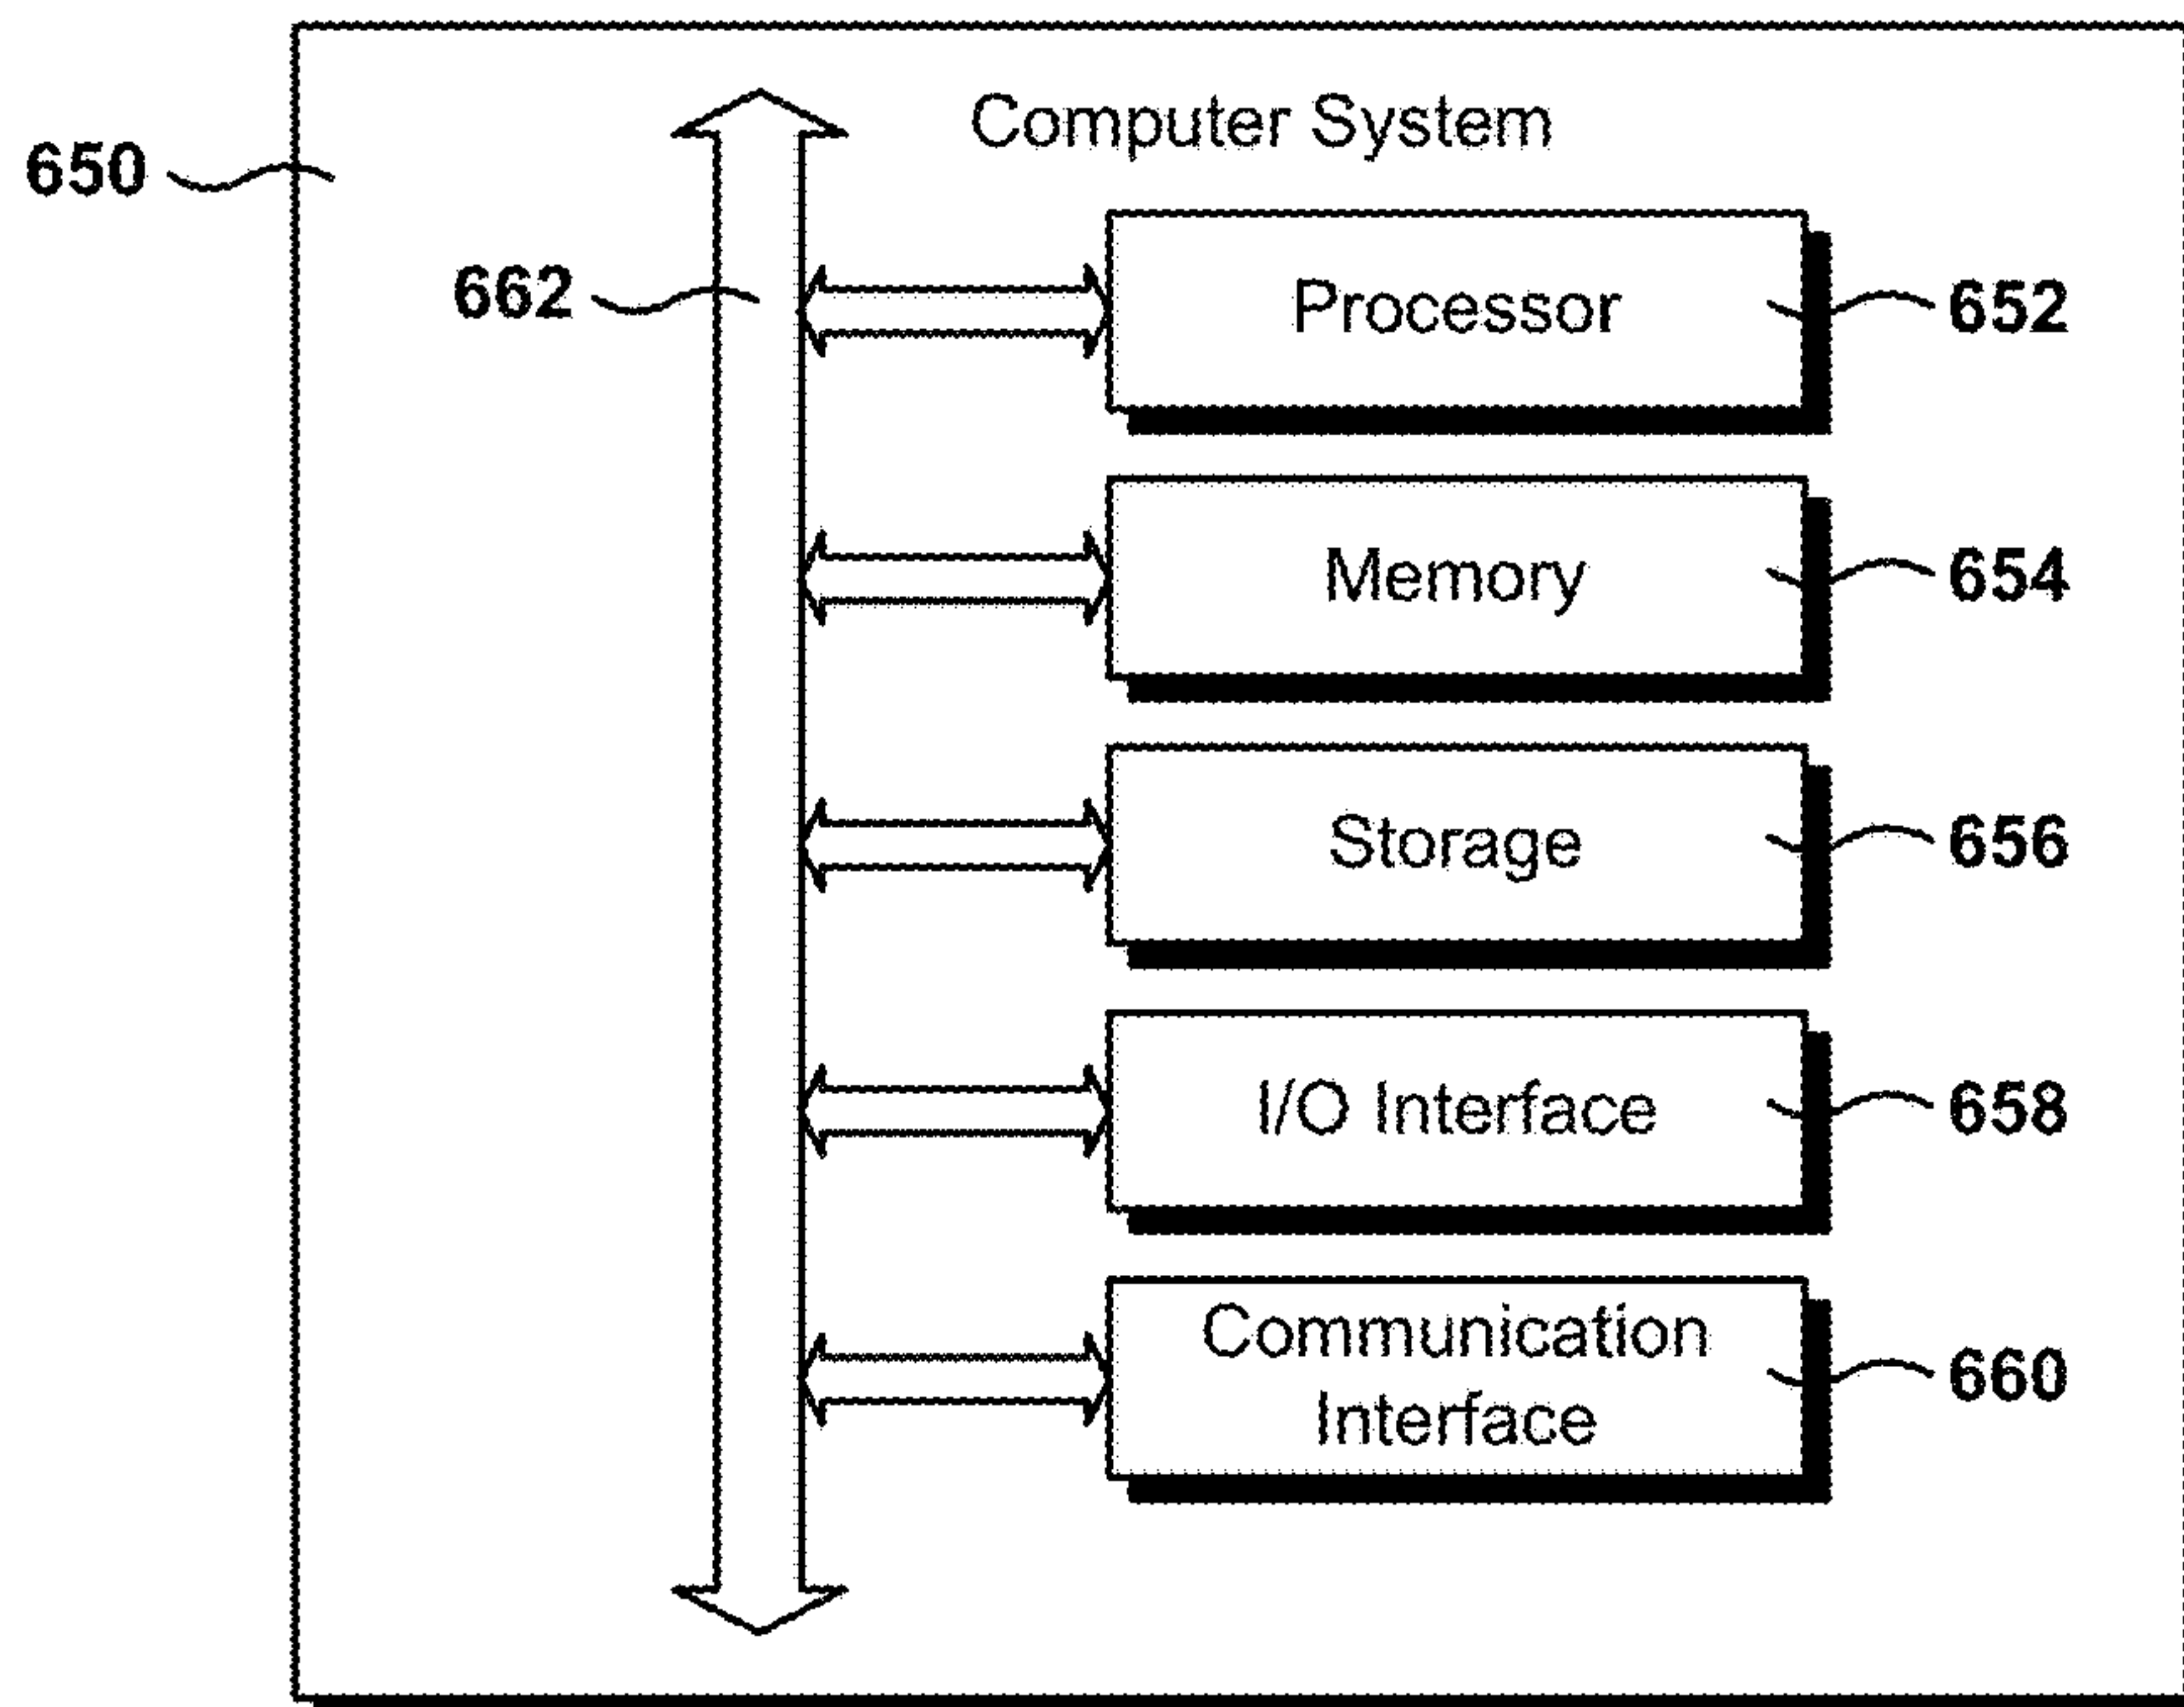 Computer System
650
662
Processor
652
Memory
654
Storage
656
I/O Interface
658
Communication
Interface
660